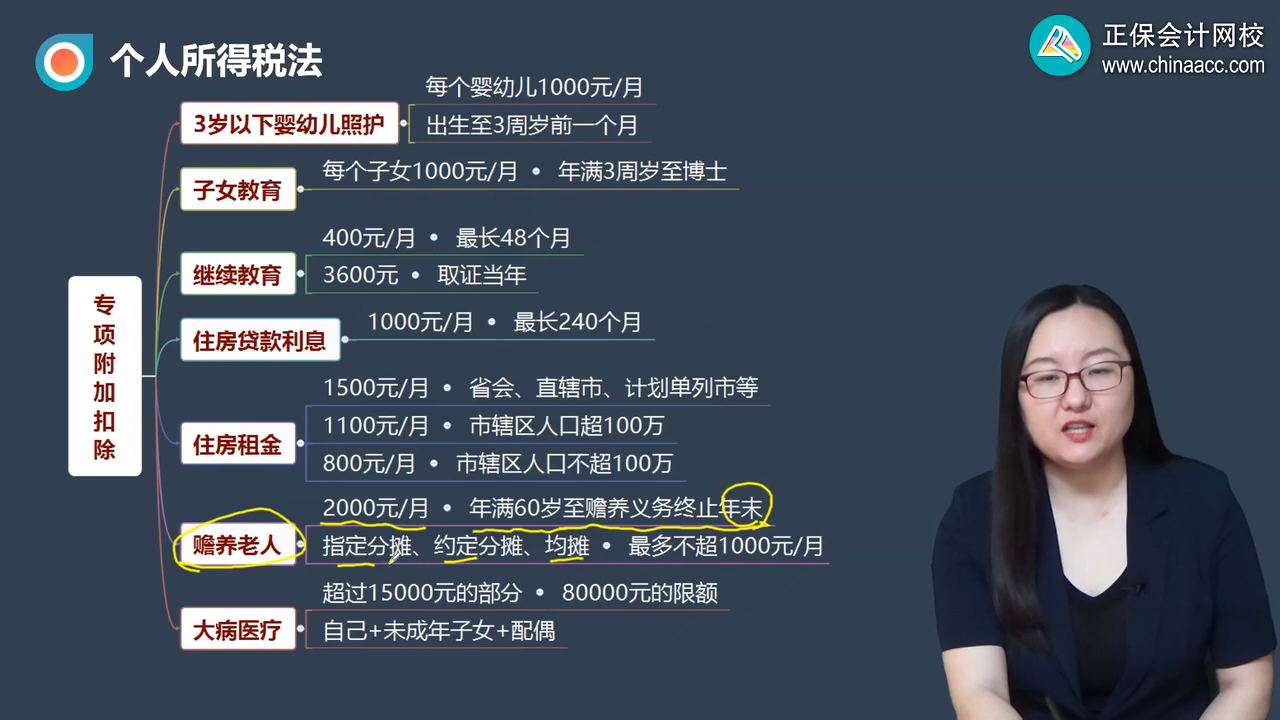 个人所得税法
正保会计网校
www.chinaacc.com
专项附加扣除
3岁以下婴幼儿照护
每个婴幼儿1000元/月
出生至3周岁前一个月
子女教育
每个子女1000元/月 • 年满3周岁至博士
继续教育
400元/月 • 最长48个月
3600元 • 取证当年
住房贷款利息
1000元/月 • 最长240个月
住房租金
1500元/月 • 省会、直辖市、计划单列市等
1100元/月 • 市辖区人口超100万
800元/月 • 市辖区人口不超100万
赡养老人
2000元/月 • 年满60岁至赡养义务终止年末
指定分摊、约定分摊、均摊 • 最多不超1000元/月
大病医疗
超过15000元的部分 • 80000元的限额
自己+未成年子女+配偶